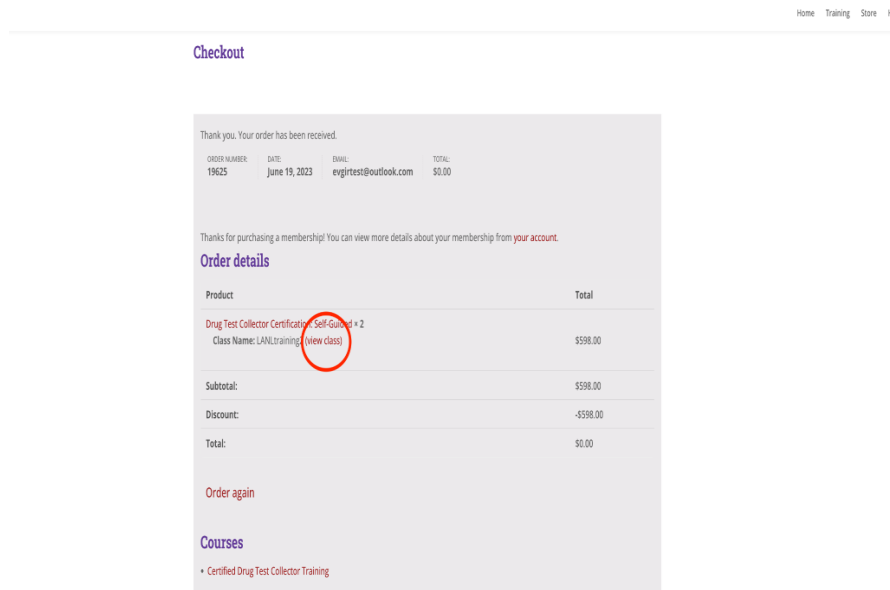 Home Training Store
Checkout
Thank you. Your order has been received.
ORDER NUMBER: DATE: EMAIL: TOTAL:
19625 June 19, 2023 evgirtest@outlook.com $0.00
Thanks for purchasing a membership! You can view more details about your membership from your account.
Order details
Product Total
Drug Test Collector Certification: Self-Guided × 2
Class Name: LANLtraining2 (view class) $598.00
Subtotal: $598.00
Discount: -$598.00
Total: $0.00
Order again
Courses
• Certified Drug Test Collector Training